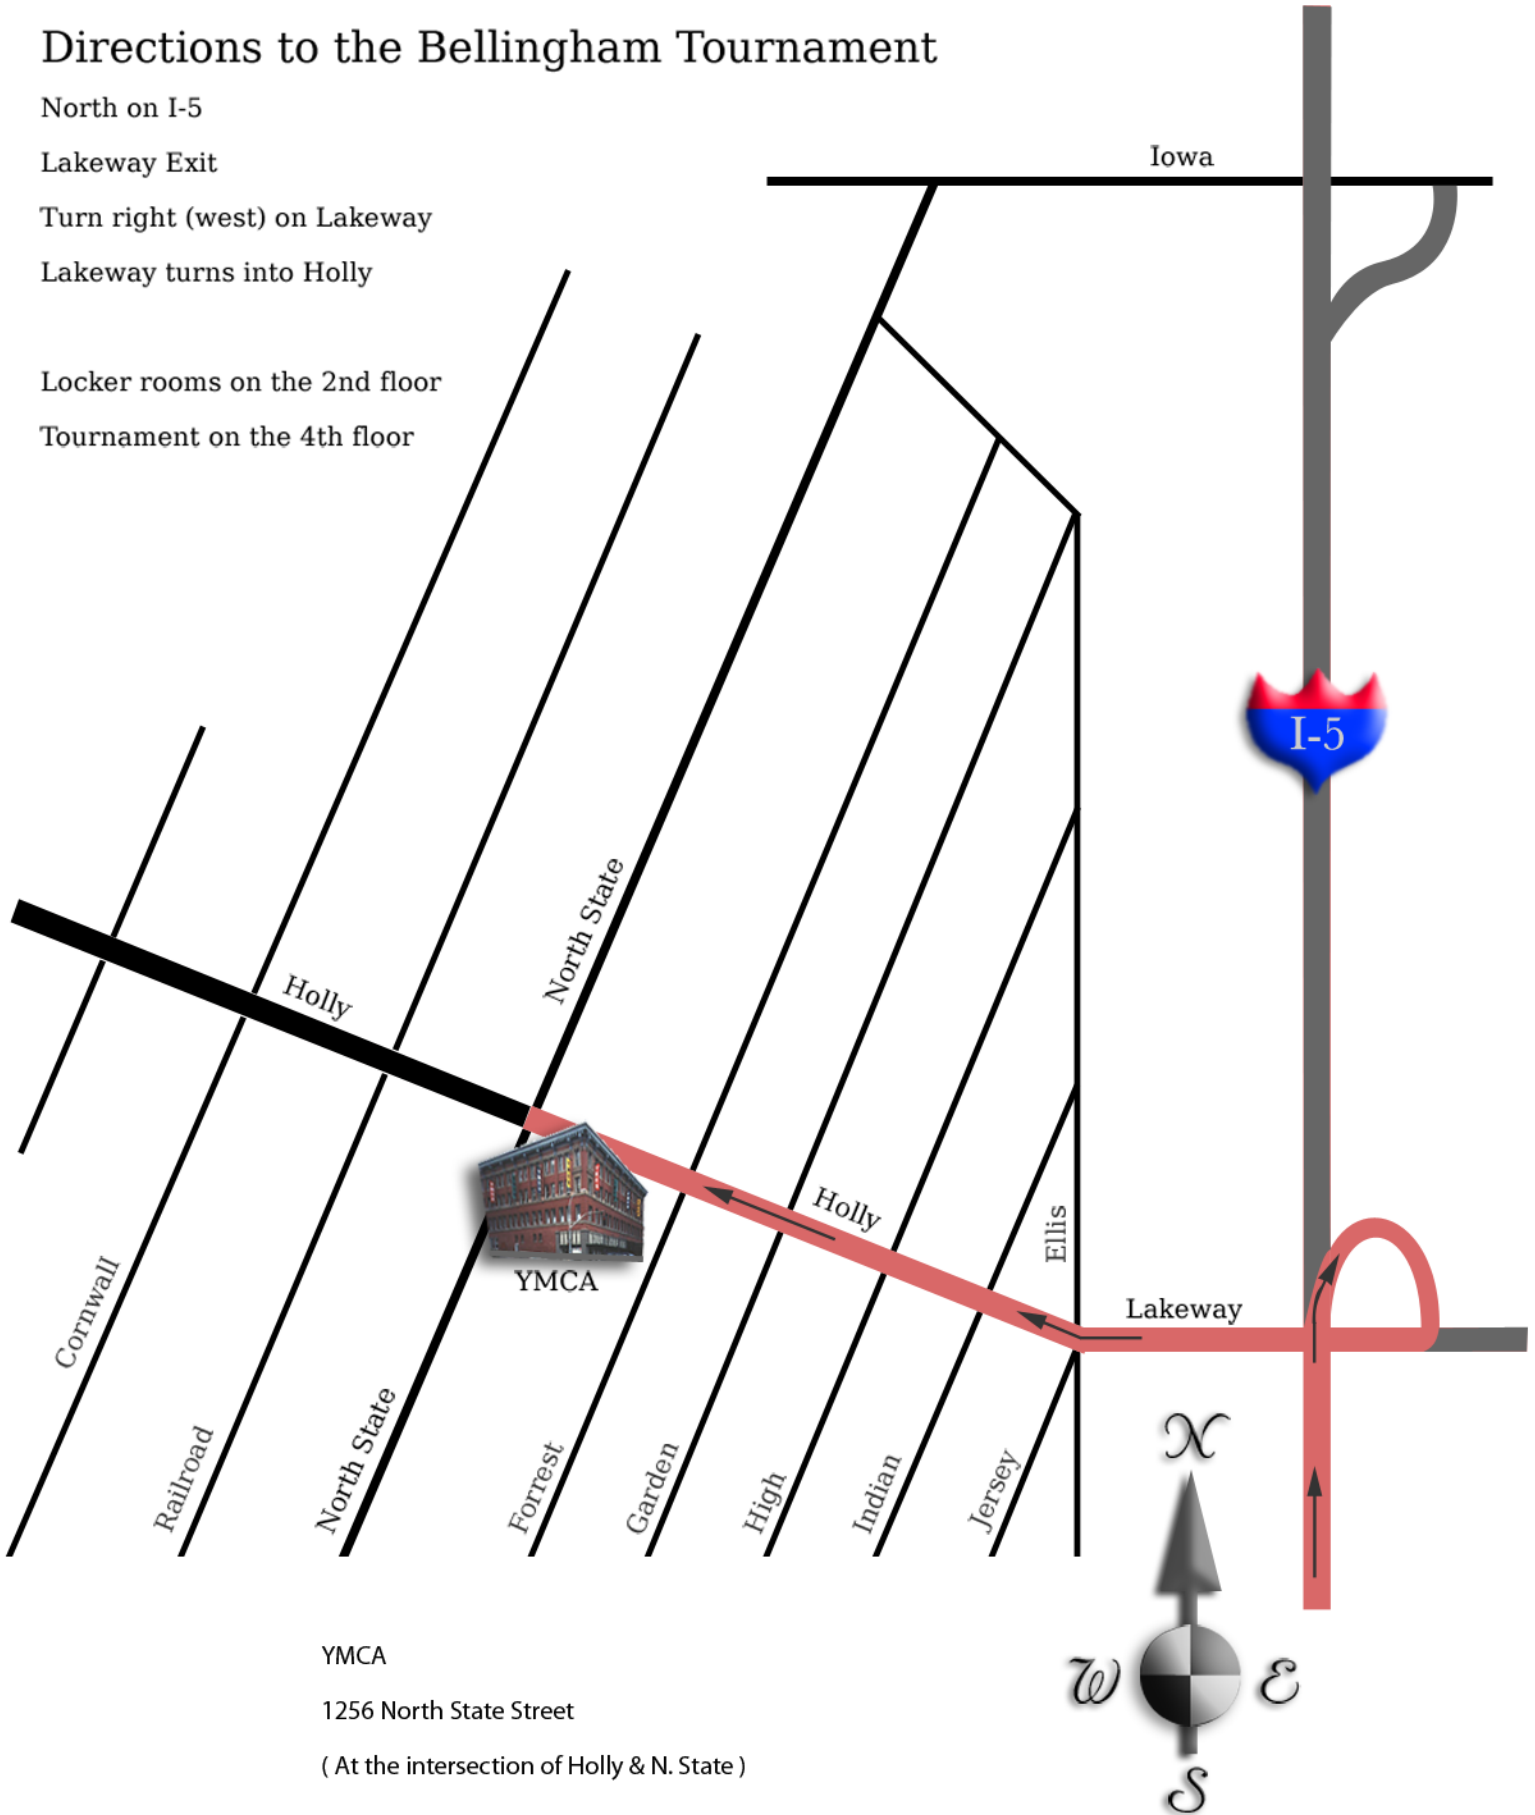 Directions to the Bellingham Tournament
North on I-5
Lakeway Exit
Turn right (west) on Lakeway
Lakeway turns into Holly
Locker rooms on the 2nd floor
Tournament on the 4th floor
Iowa
I-5
North State
Holly
Holly
Ellis
Lakeway
YMCA
Cornwall
Railroad
North State
Forrest
Garden
High
Indian
Jersey
N
W
E
S
YMCA
1256 North State Street
( At the intersection of Holly & N. State )